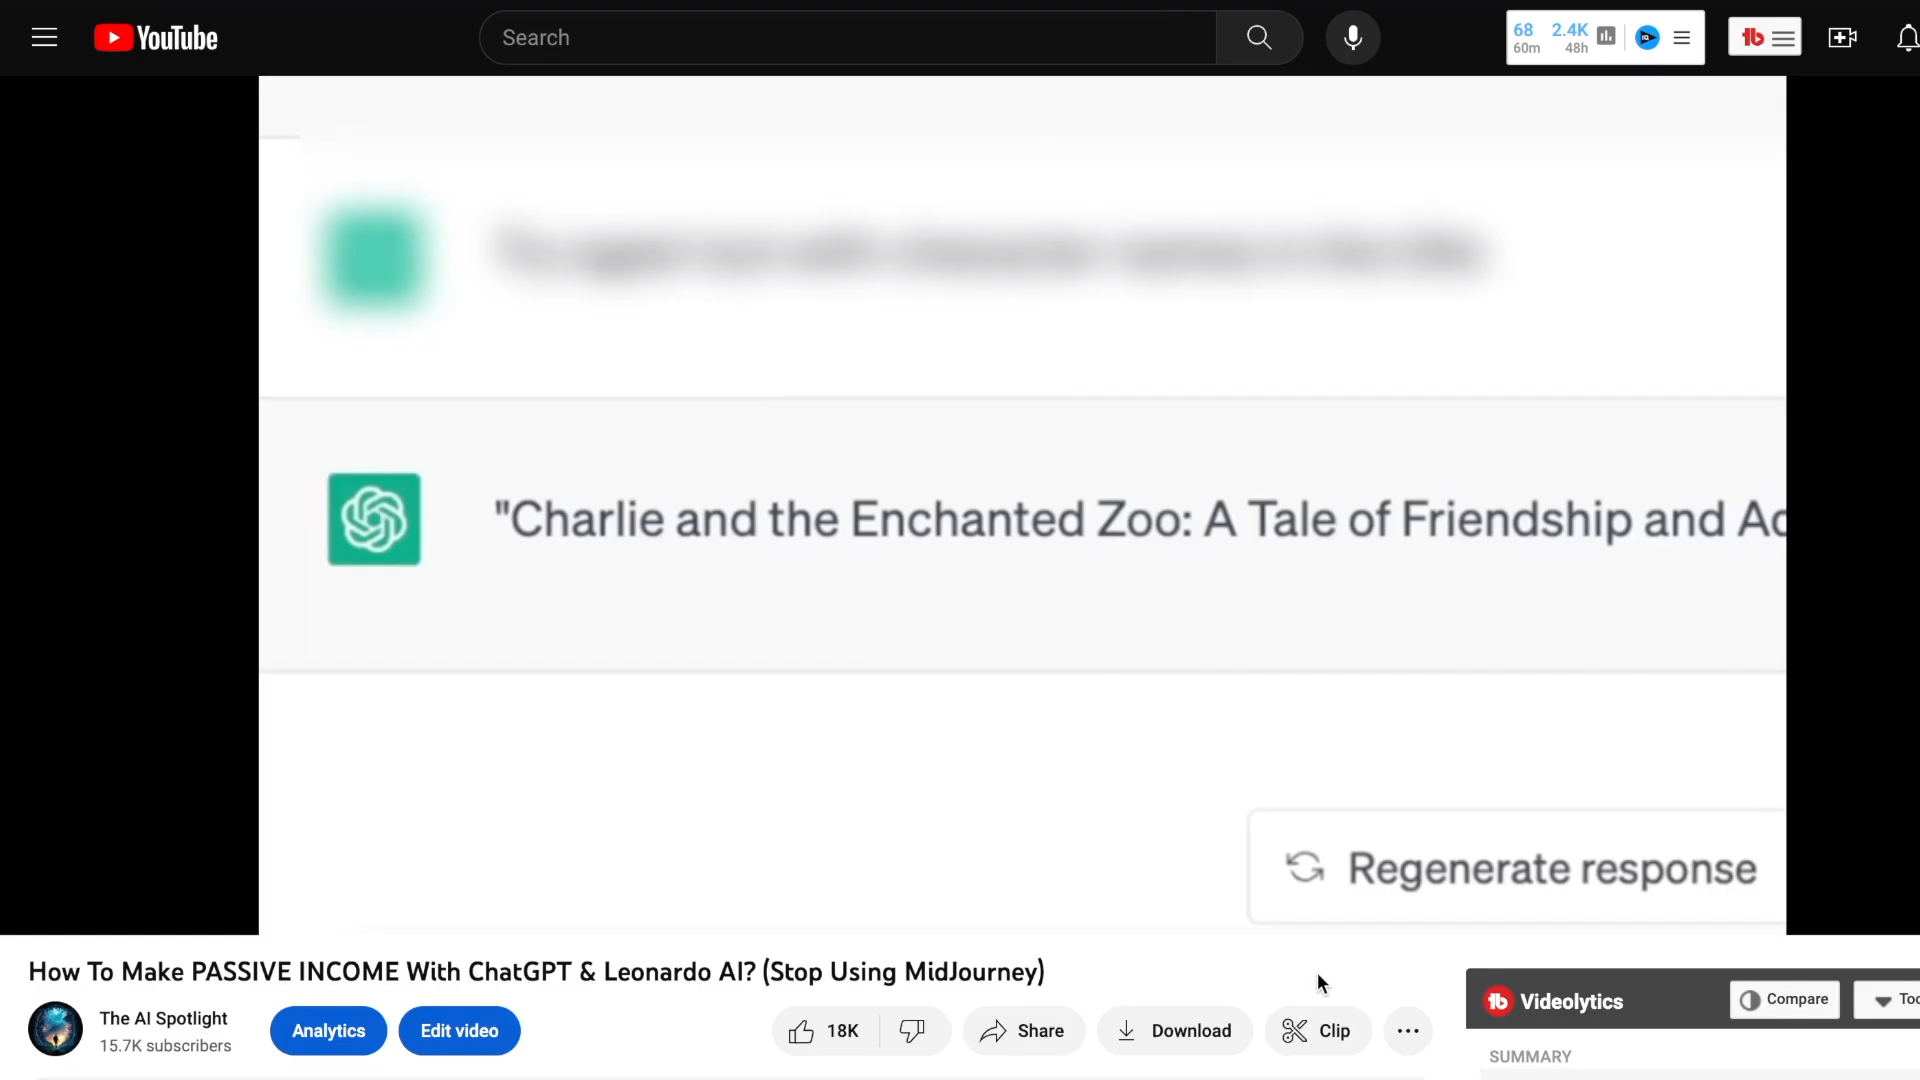 YouTube
Search
68 2.4K
60m 48h
"Charlie and the Enchanted Zoo: A Tale of Friendship and Ad
Regenerate response
How To Make PASSIVE INCOME With ChatGPT & Leonardo AI? (Stop Using MidJourney)
The AI Spotlight
15.7K subscribers
Analytics
Edit video
18K
Share
Download
Clip
Videolytics
Compare
Too
SUMMARY